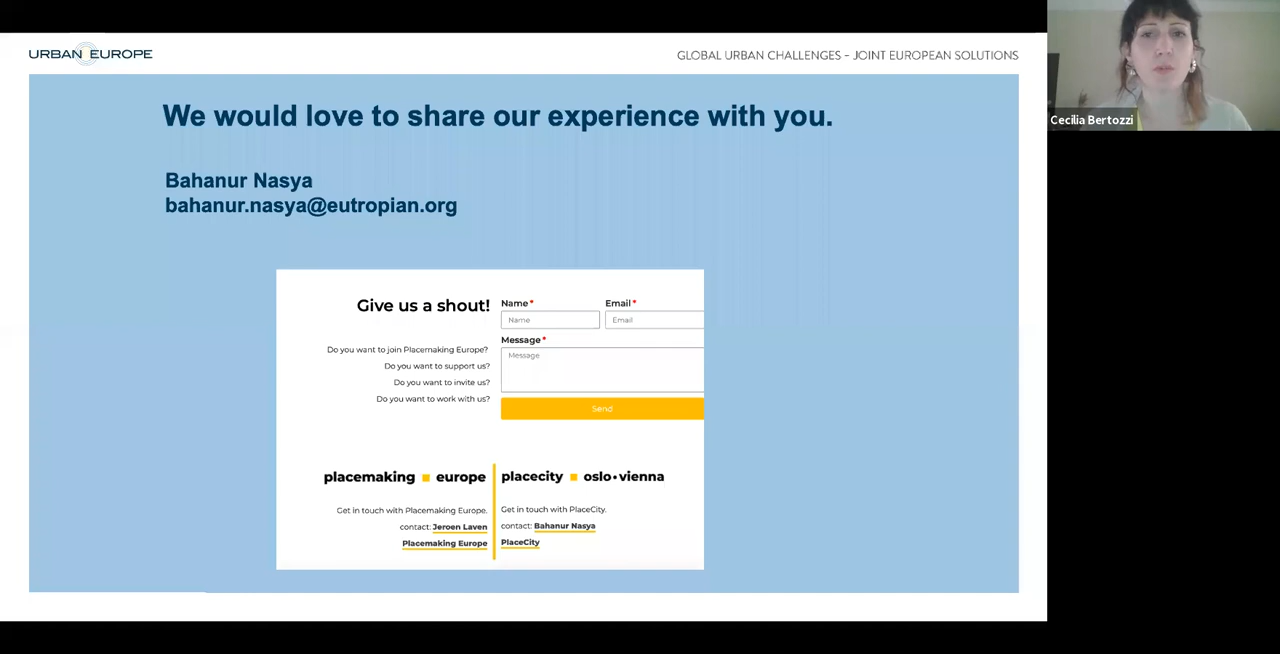 URBAN EUROPE
GLOBAL URBAN CHALLENGES – JOINT EUROPEAN SOLUTIONS
We would love to share our experience with you.
Bahanur Nasya
bahanur.nasya@eutropian.org
Give us a shout!
Do you want to join Placemaking Europe?
Do you want to support us?
Do you want to invite us?
Do you want to work with us?
Name*
Email*
Name
Email
Message*
Message
Send
placemaking europe
Get in touch with Placemaking Europe.
contact: Jeroen Laven
Placemaking Europe
placecity oslo•vienna
Get in touch with PlaceCity.
contact: Bahanur Nasya
PlaceCity
Cecilia Bertozzi